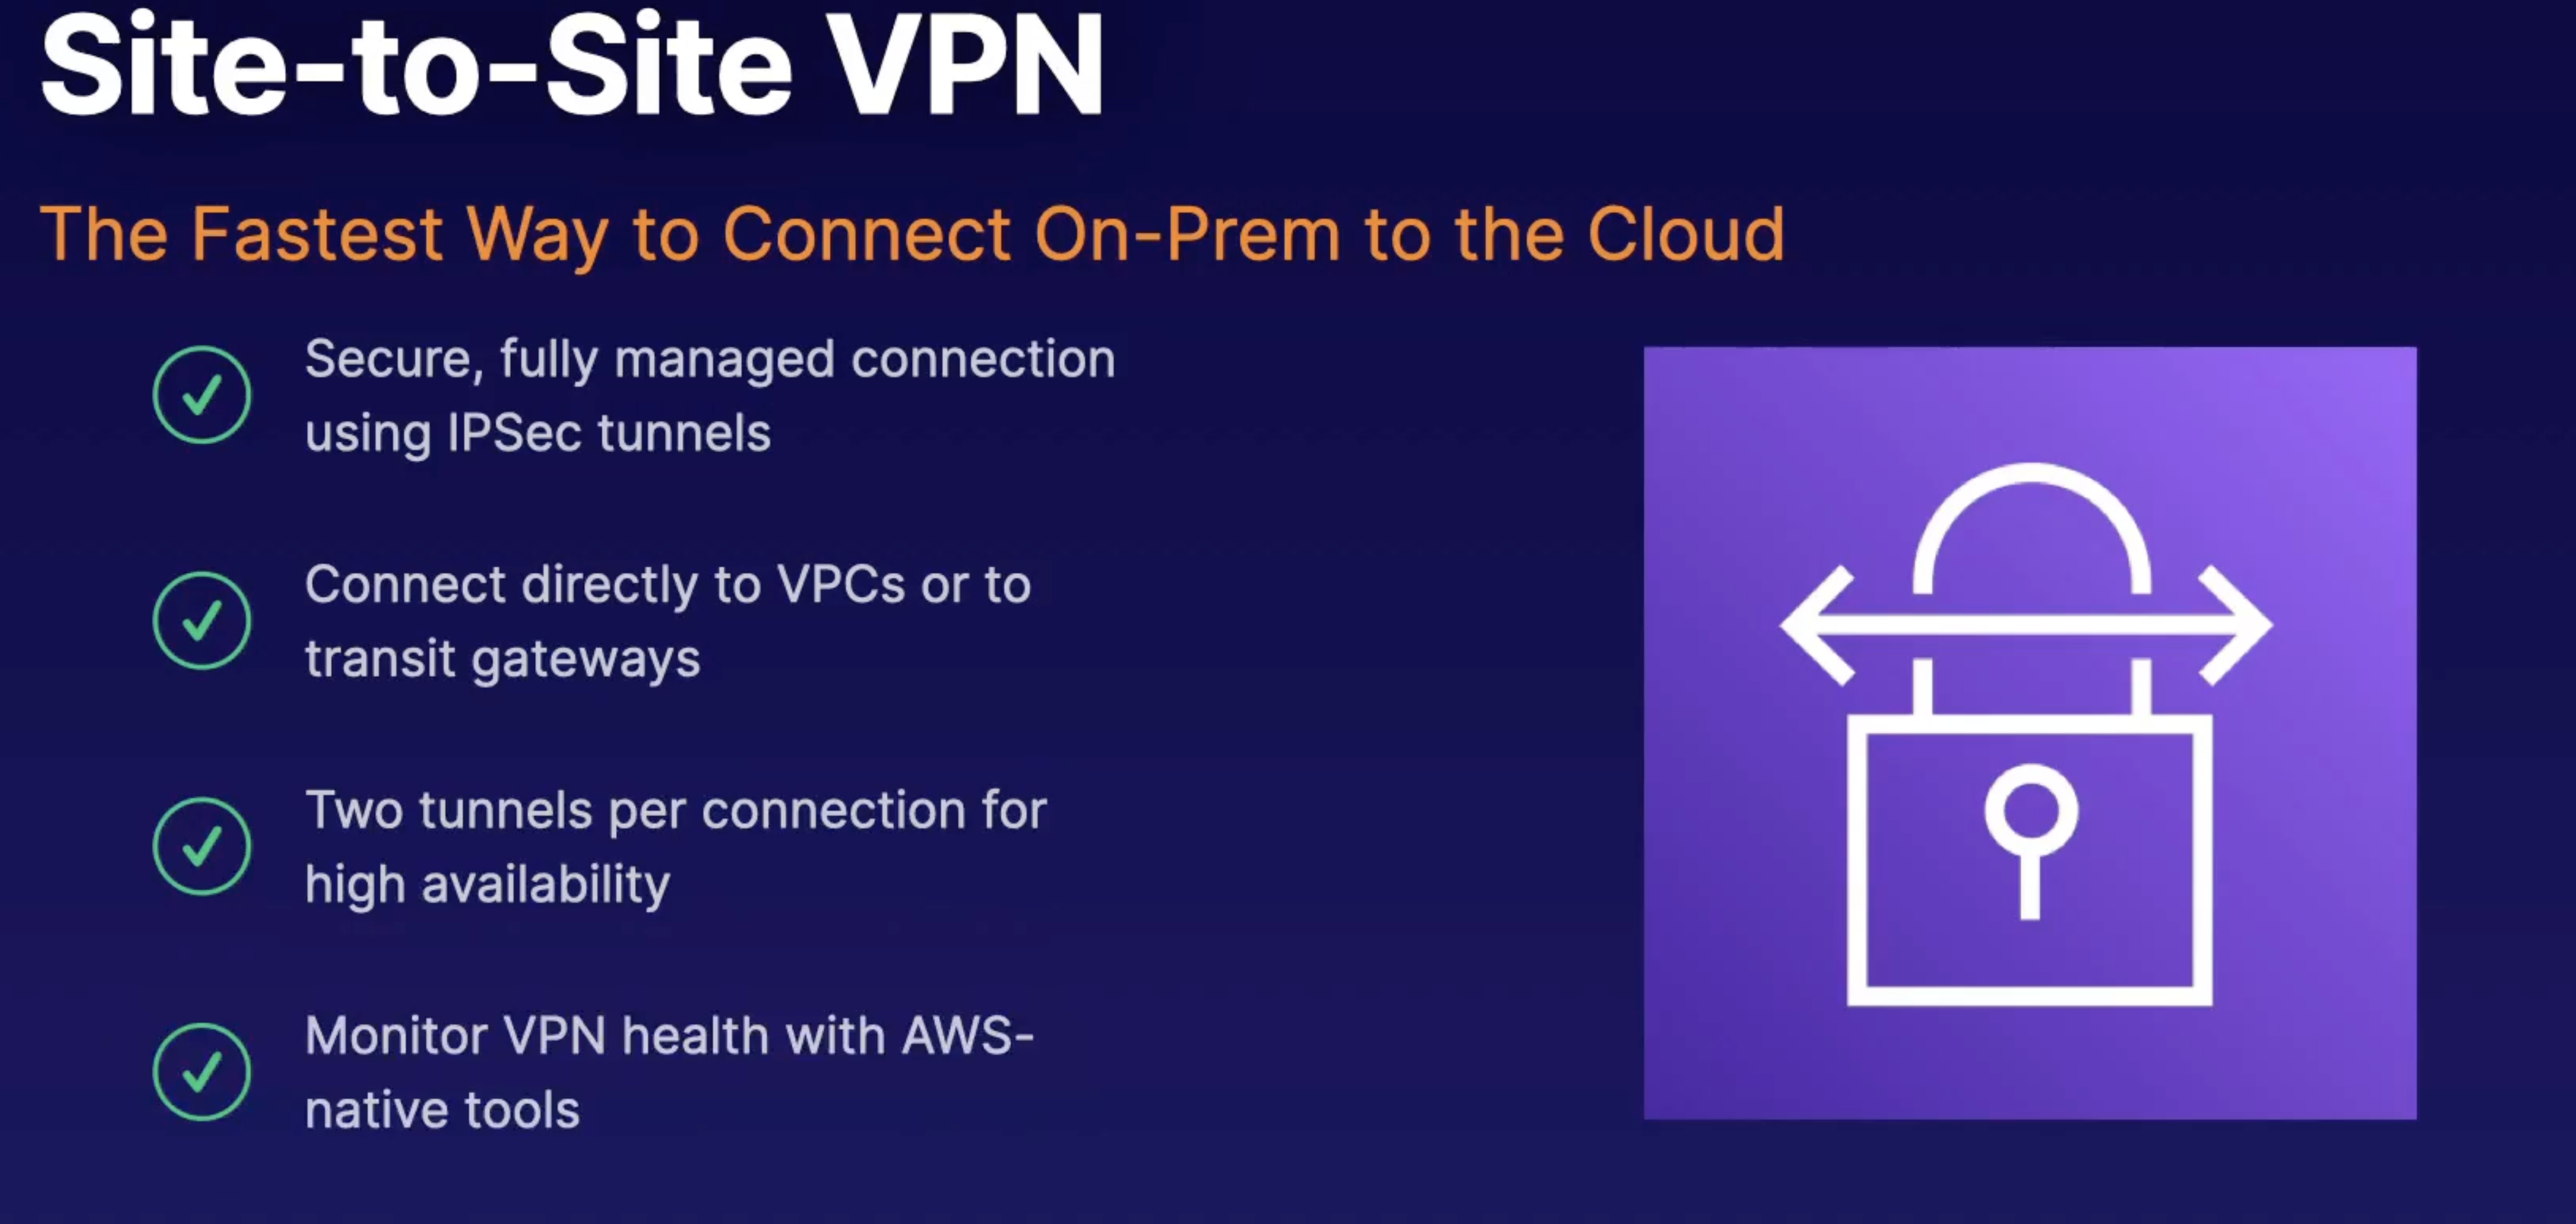 Site-to-Site VPN
The Fastest Way to Connect On-Prem to the Cloud
Secure, fully managed connection
using IPSec tunnels
Connect directly to VPCs or to
transit gateways
Two tunnels per connection for
high availability
Monitor VPN health with AWS-
native tools